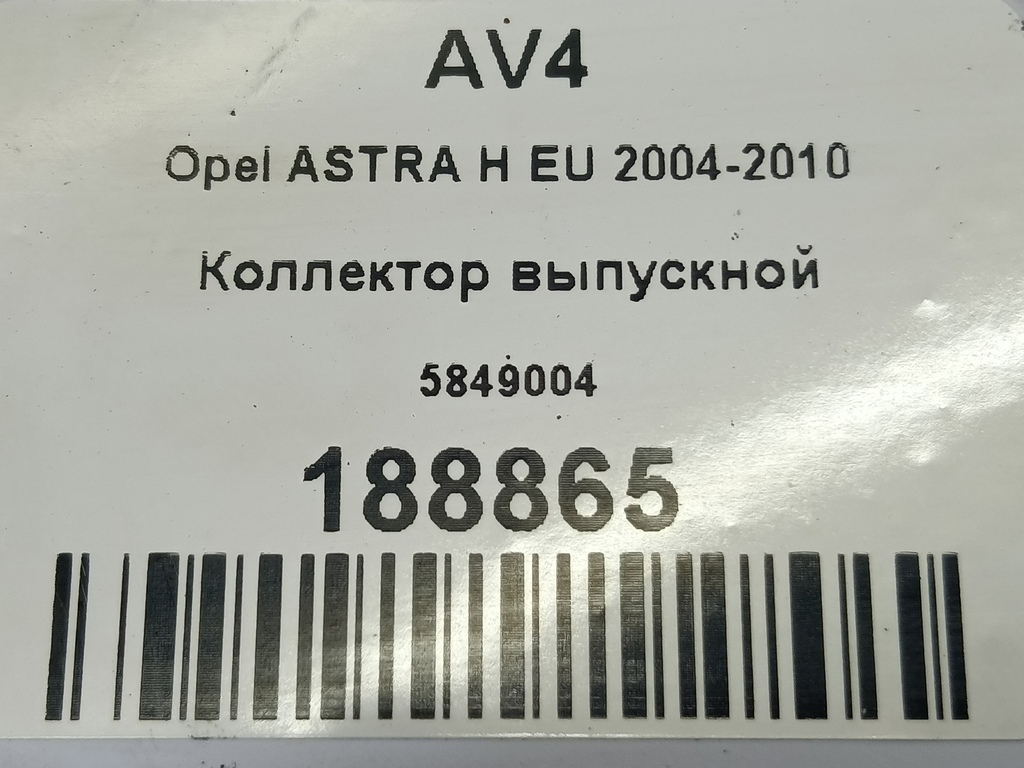 AV4
Opel ASTRA H EU 2004-2010
Коллектор выпускной
5849004
188865